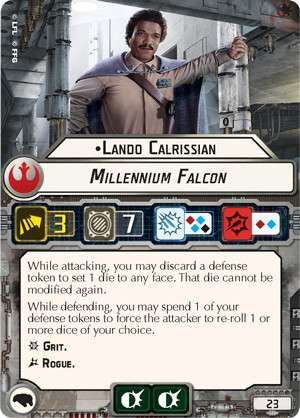 © LFL © FFG
•Lando Calrissian
Millennium Falcon
3 7
While attacking, you may discard a defense
token to set 1 die to any face. That die cannot be
modified again.
While defending, you may spend 1 of your
defense tokens to force the attacker to re-roll 1 or
more dice of your choice.
Grit.
Rogue.
23